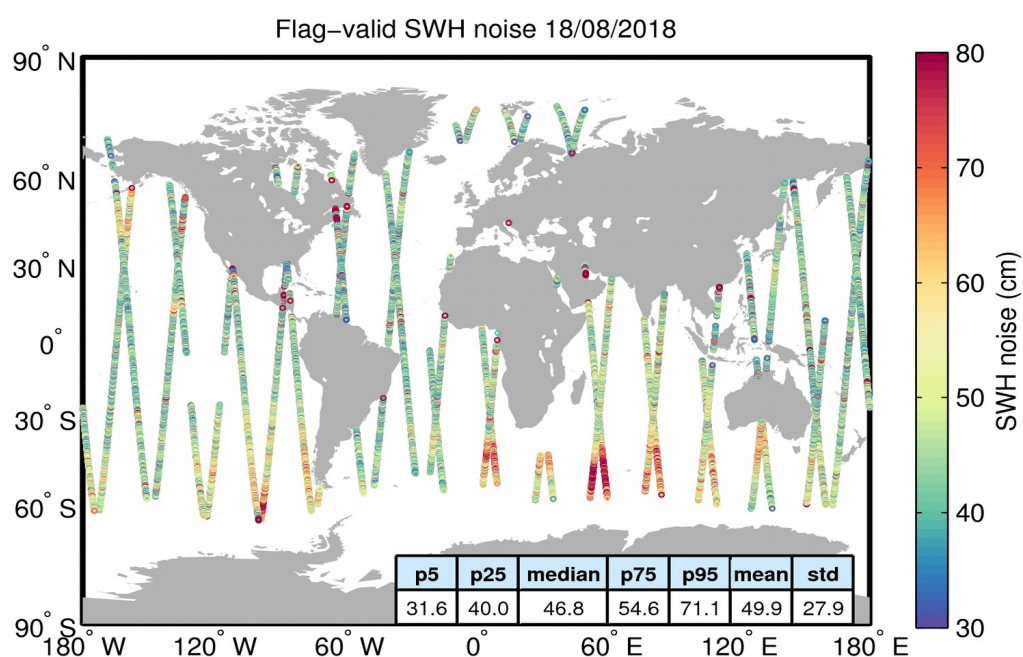 Flag−valid SWH noise 18/08/2018
90° N
60° N
30° N
0°
30° S
60° S
90° S
180° W
120° W
60° W
0°
60° E
120° E
180° E
80
70
60
50
40
30
SWH noise (cm)
p5 p25 median p75 p95 mean std
31.6 40.0 46.8 54.6 71.1 49.9 27.9